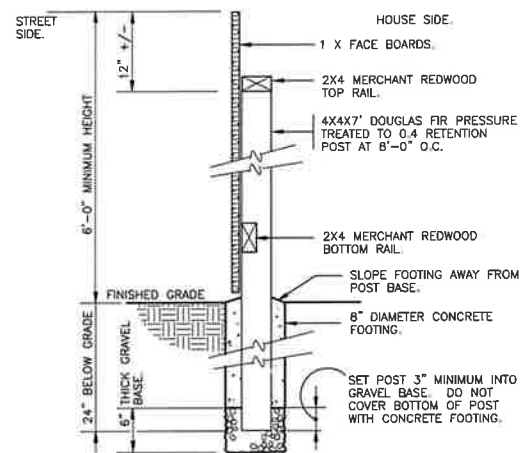 STREET
SIDE.
HOUSE SIDE.
12" +/-
1 X FACE BOARDS.
2X4 MERCHANT REDWOOD
TOP RAIL.
4X4X7' DOUGLAS FIR PRESSURE
TREATED TO 0.4 RETENTION
POST AT 8'-0" O.C.
6'-0" MINIMUM HEIGHT
2X4 MERCHANT REDWOOD
BOTTOM RAIL.
SLOPE FOOTING AWAY FROM
POST BASE.
FINISHED GRADE
8" DIAMETER CONCRETE
FOOTING.
24" BELOW GRADE
6" THICK GRAVEL
BASE.
SET POST 3" MINIMUM INTO
GRAVEL BASE. DO NOT
COVER BOTTOM OF POST
WITH CONCRETE FOOTING.